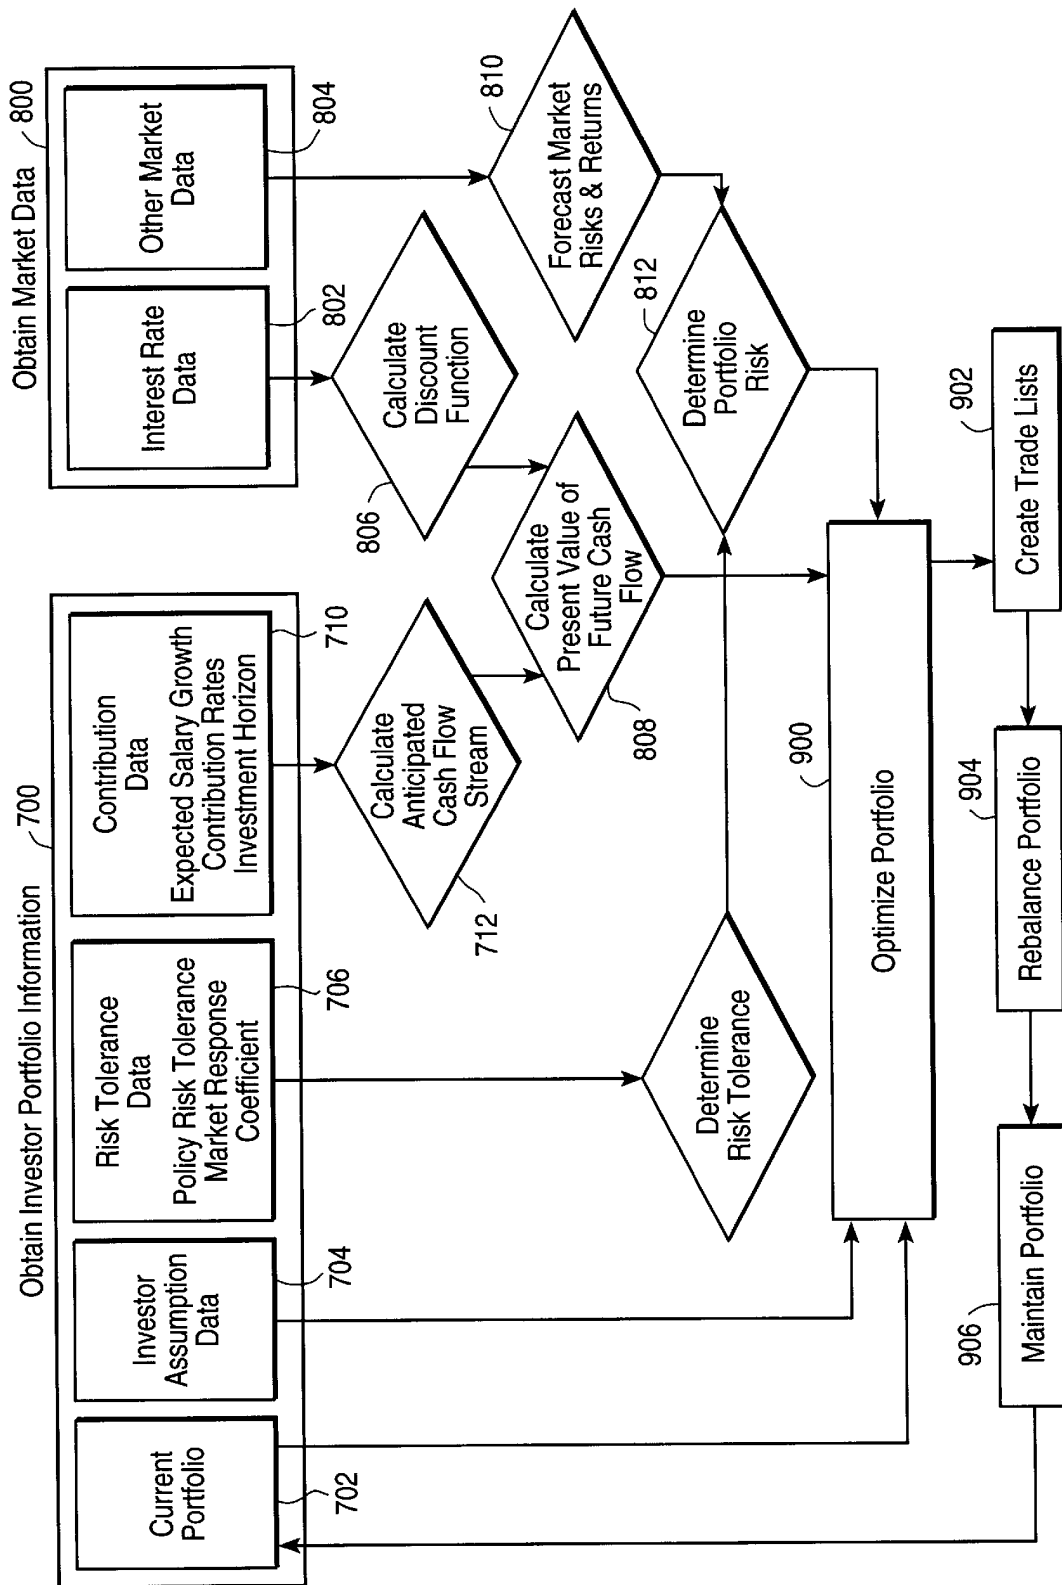 Obtain Investor Portfolio Information
700
Current
Portfolio
702
Investor
Assumption
Data
704
Risk Tolerance
Data
Policy Risk Tolerance
Market Response
Coefficient
706
Contribution
Data
Expected Salary Growth
Contribution Rates
Investment Horizon
710
Obtain Market Data
800
Interest Rate
Data
802
Other Market
Data
804
Calculate
Anticipated
Cash Flow
Stream
712
Calculate
Discount
Function
806
Calculate
Present Value of
Future Cash
Flow
808
Forecast Market
Risks & Returns
810
Determine
Risk Tolerance
Determine
Portfolio
Risk
812
Optimize Portfolio
900
Maintain Portfolio
906
Rebalance Portfolio
904
Create Trade Lists
902